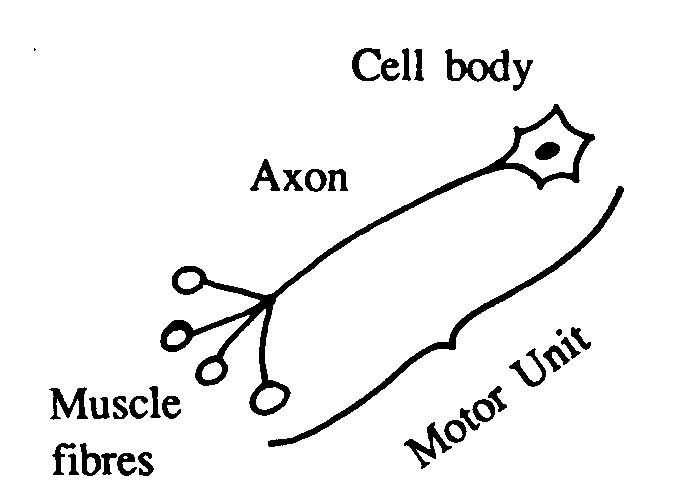 Cell body
Axon
Muscle
fibres
Motor Unit